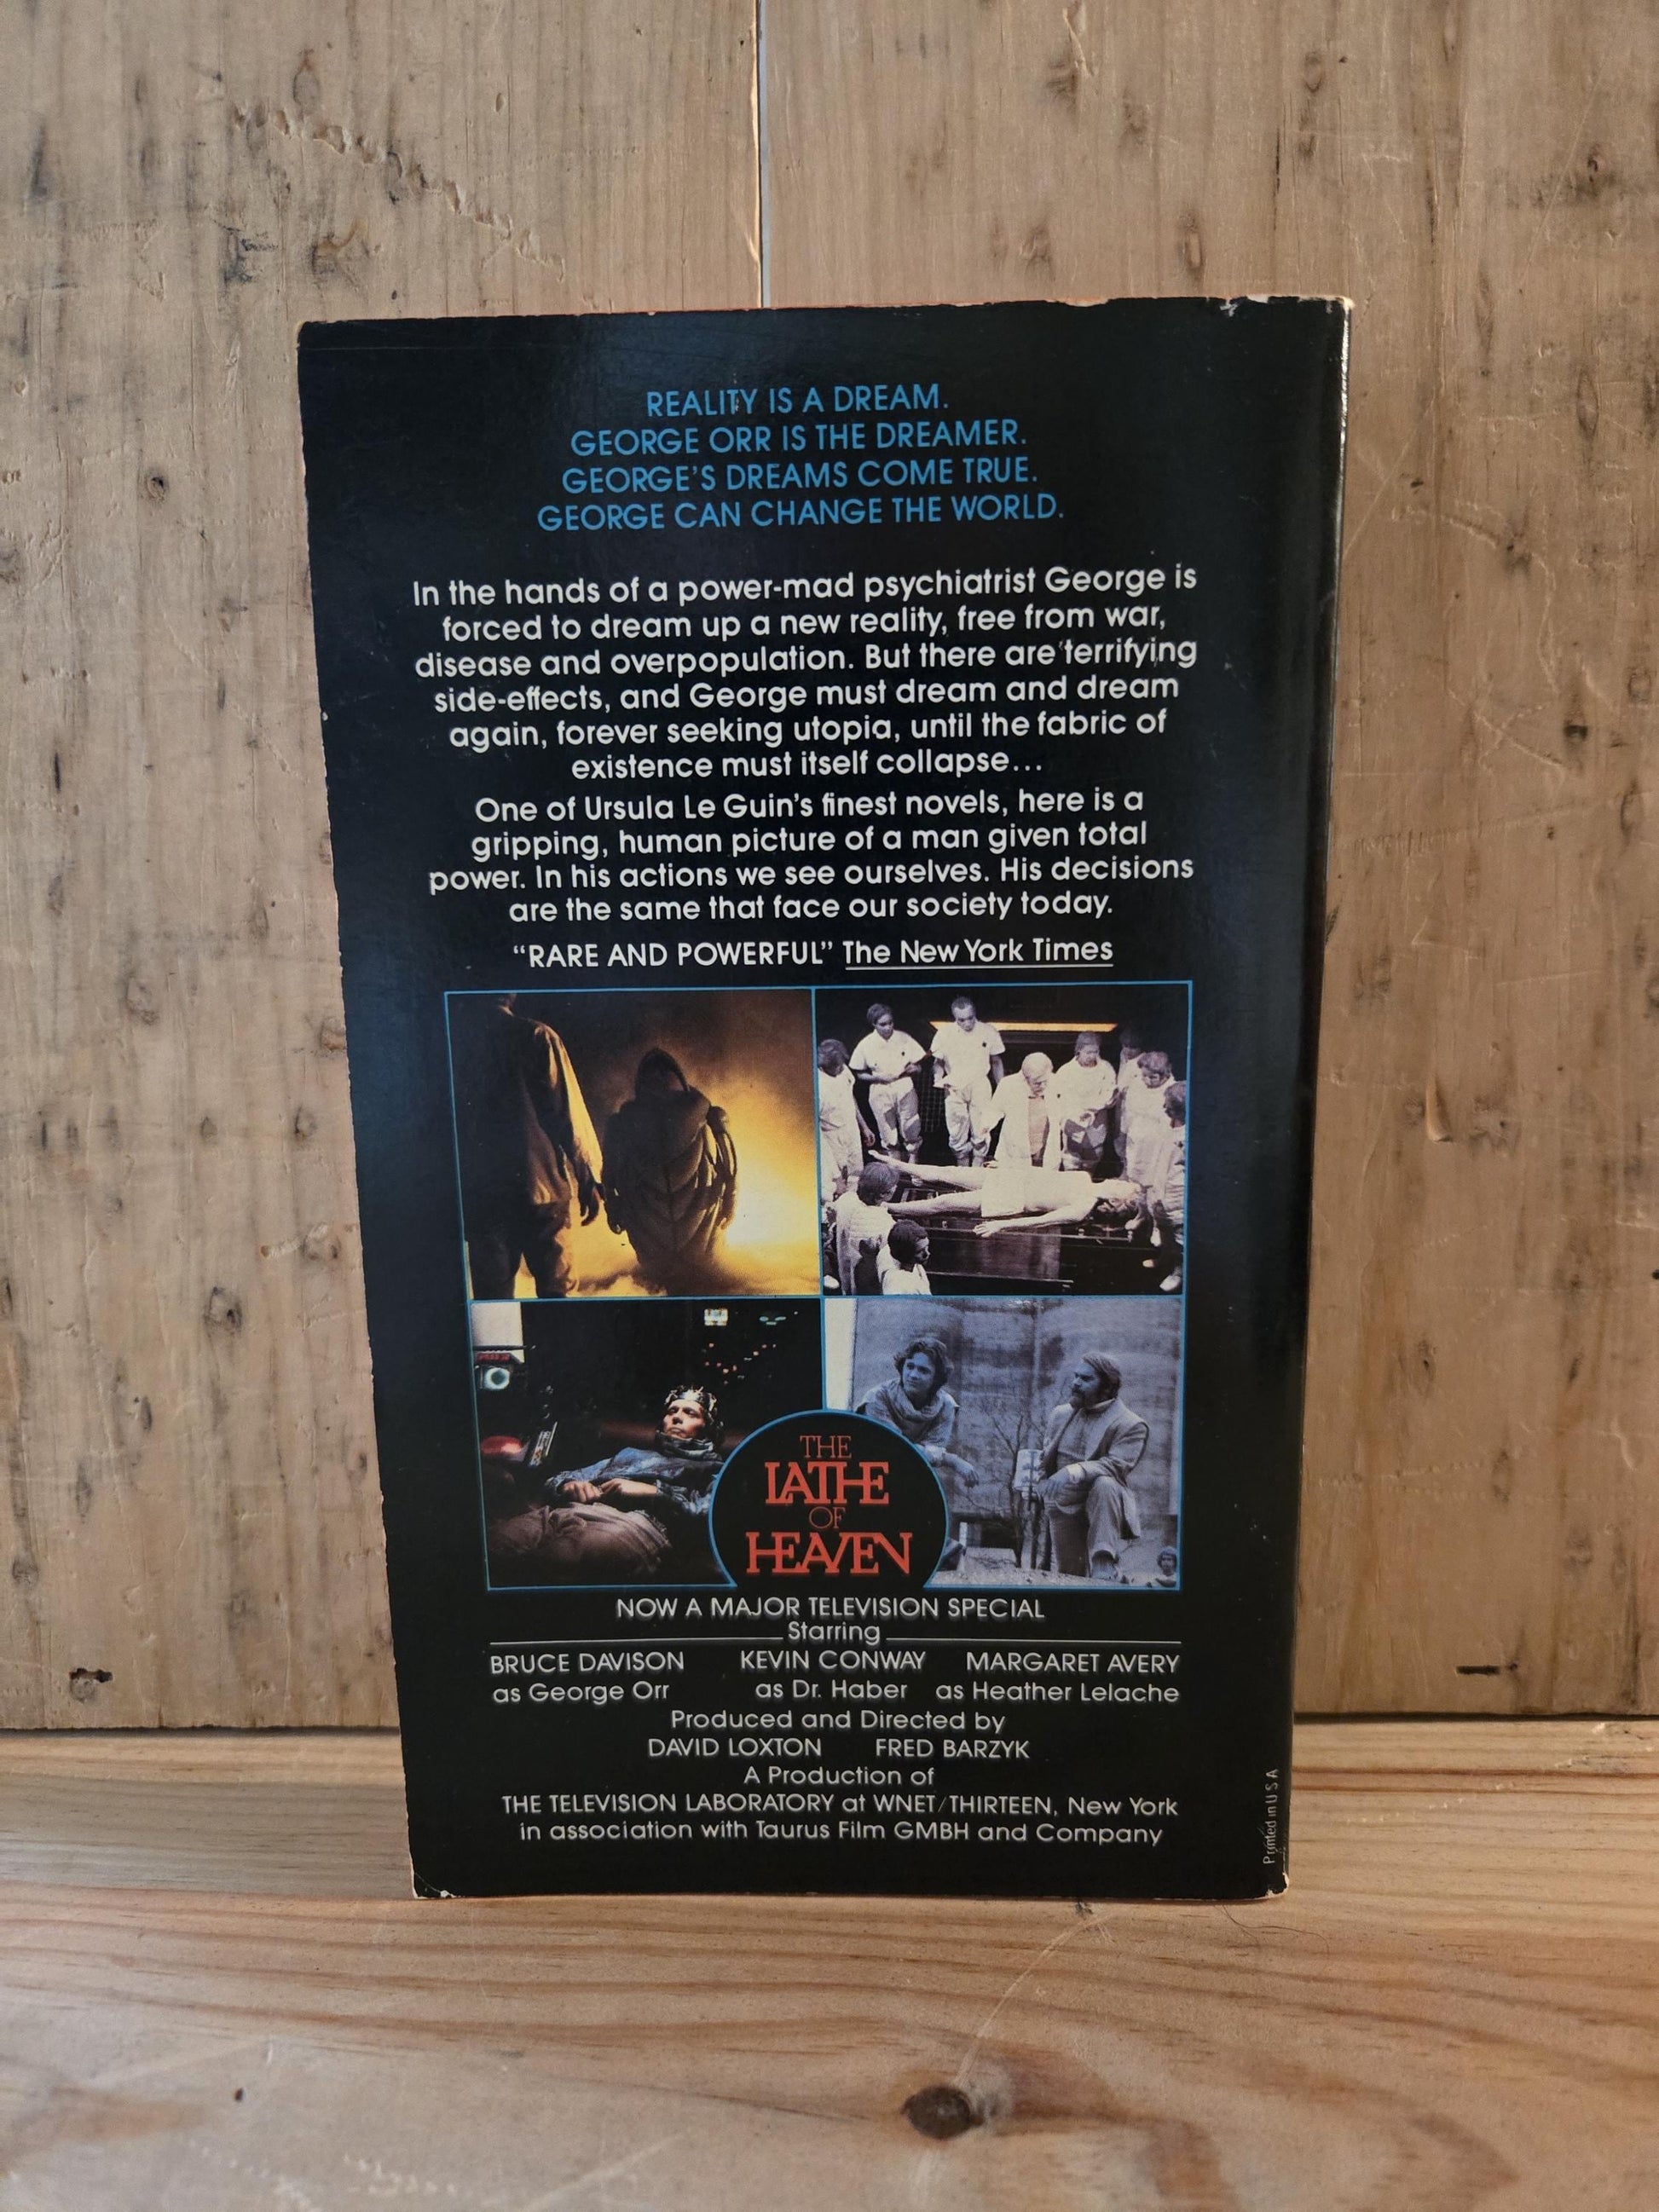 REALITY IS A DREAM.
GEORGE ORR IS THE DREAMER.
GEORGE'S DREAMS COME TRUE.
GEORGE CAN CHANGE THE WORLD.
In the hands of a power-mad psychiatrist George is
forced to dream up a new reality, free from war,
disease and overpopulation. But there are terrifying
side-effects, and George must dream and dream
again, forever seeking utopia, until the fabric of
existence must itself collapse...
One of Ursula Le Guin's finest novels, here is a
gripping, human picture of a man given total
power. In his actions we see ourselves. His decisions
are the same that face our society today.
“RARE AND POWERFUL” The New York Times
THE
LATHE
OF
HEAVEN
NOW A MAJOR TELEVISION SPECIAL
Starring
BRUCE DAVISON KEVIN CONWAY MARGARET AVERY
as George Orr as Dr. Haber as Heather Lelache
Produced and Directed by
DAVID LOXTON FRED BARZYK
A Production of
THE TELEVISION LABORATORY at WNET/THIRTEEN, New York
in association with Taurus Film GMBH and Company
Printed in U S A